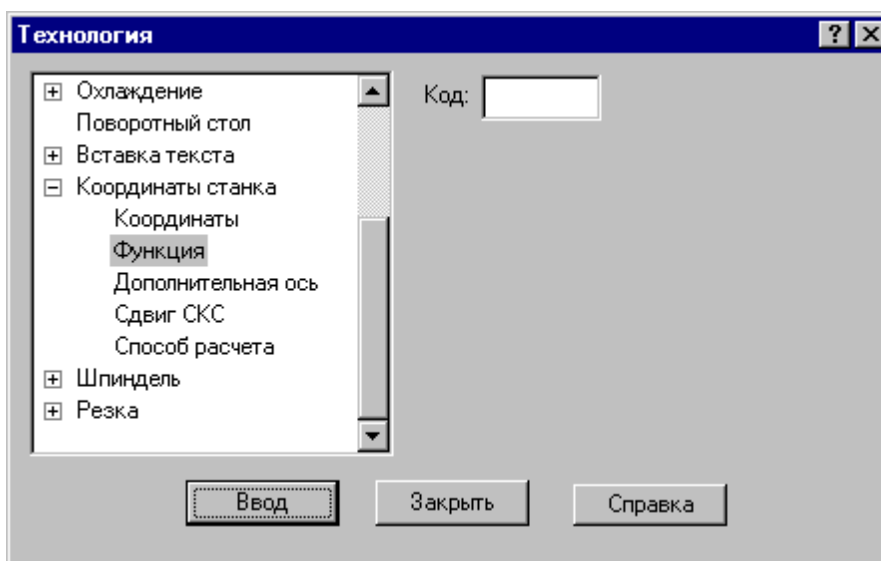 Технология
Охлаждение
Поворотный стол
Вставка текста
Координаты станка
Координаты
Функция
Дополнительная ось
Сдвиг СКС
Способ расчета
Шпиндель
Резка
Код:
Ввод
Закрыть
Справка